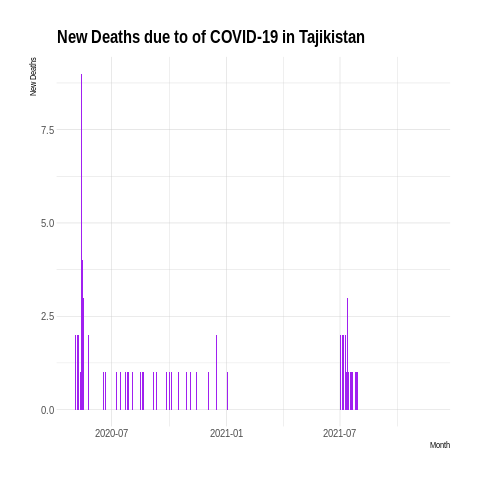 New Deaths due to of COVID-19 in Tajikistan
New Deaths
7.5
5.0
2.5
0.0
2020-07
2021-01
2021-07
Month